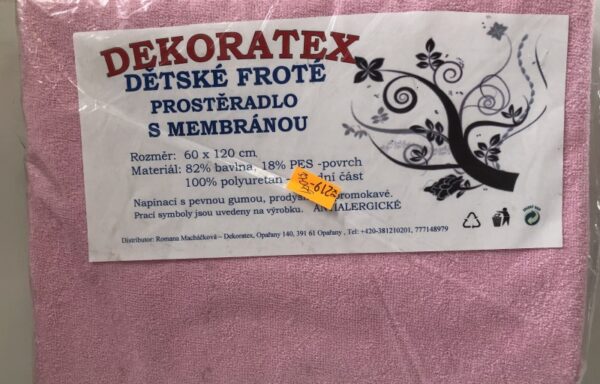 DEKORATEX
DĚTSKÉ FROTÉ
PROSTĚRADLO
S MEMBRÁNOU
Rozměr: 60 x 120 cm
Materiál: 82% bavlna, 18% PES -povrch
100% polyuretan - část
Napínací s pevnou gumou,
Prací symboly jsou uvedeny na výrobku.
Distributor: Romana Macháčková – Dekoratex, Opařany 140, 391 61 Opařany , Tel: +420-381210201, 777148979